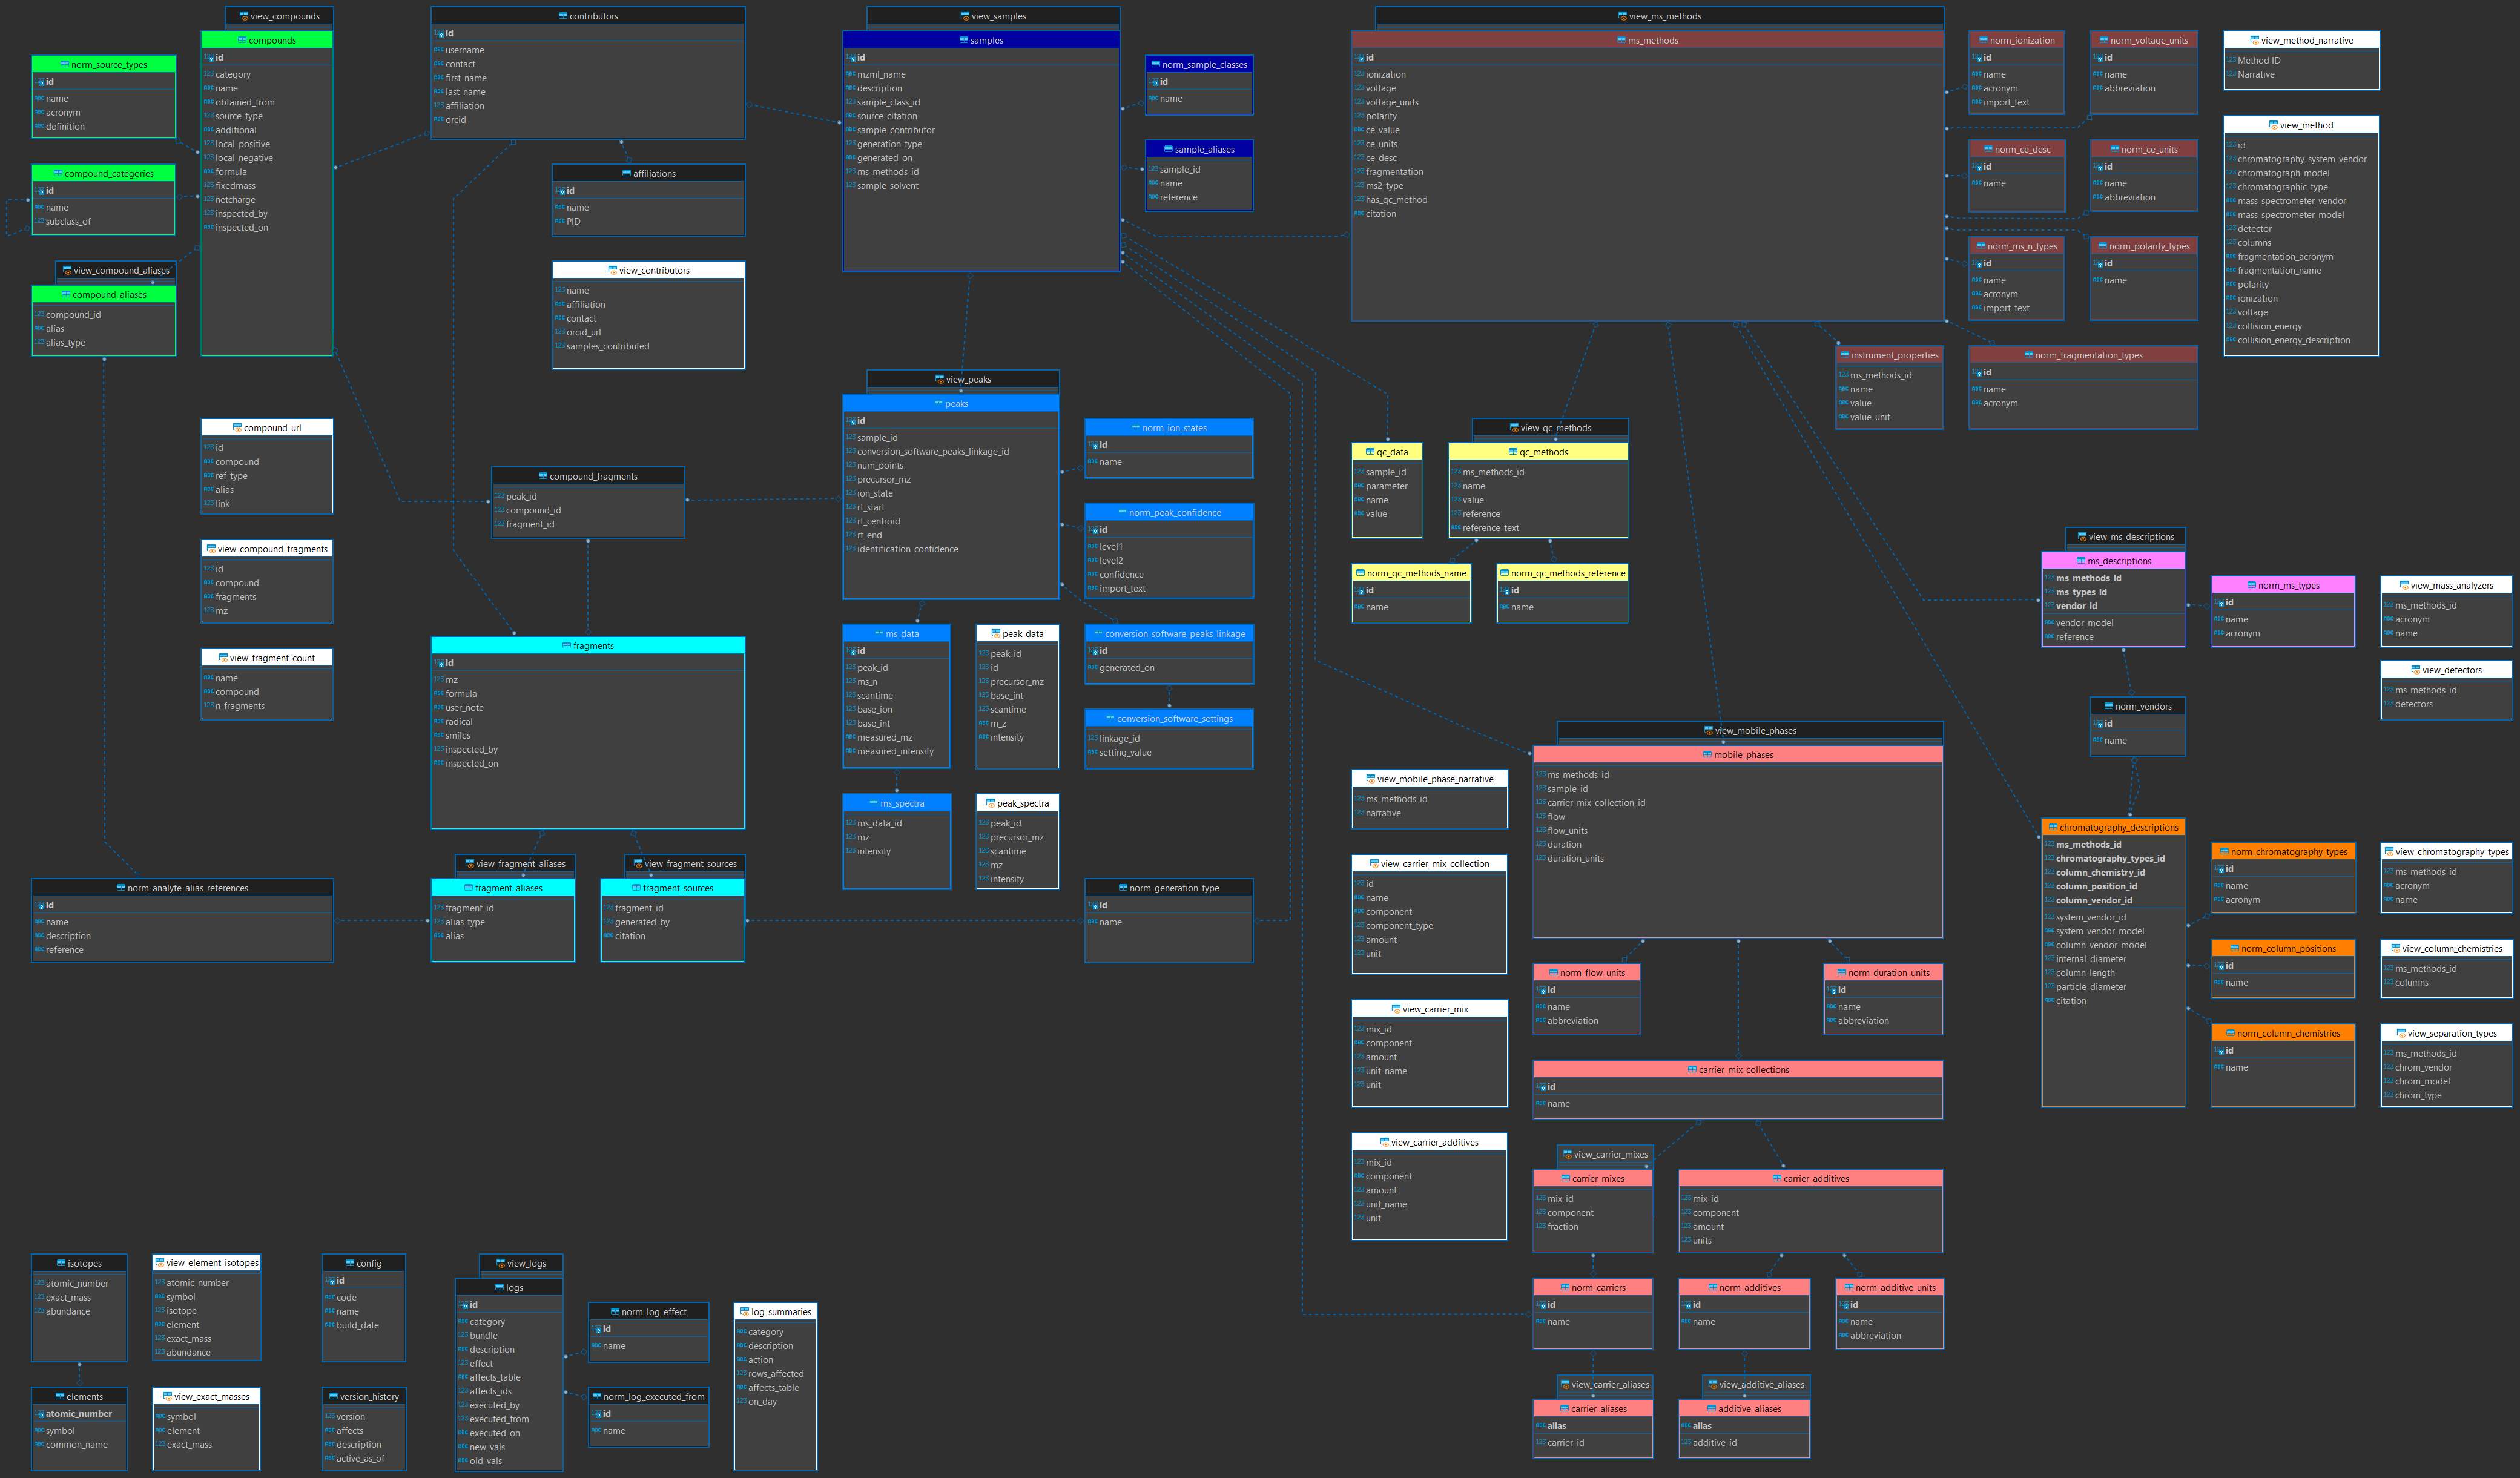 view_compounds
compounds
id
category
name
obtained_from
source_type
additional
local_positive
local_negative
formula
fixedmass
netcharge
inspected_by
inspected_on
norm_source_types
id
name
acronym
definition
compound_categories
id
name
subclass_of
view_compound_aliases
compound_aliases
compound_id
alias
alias_type
contributors
id
username
contact
first_name
last_name
affiliation
orcid
affiliations
id
name
PID
view_contributors
name
affiliation
contact
orcid_url
samples_contributed
view_samples
samples
id
mzml_name
description
sample_class_id
source_citation
sample_contributor
generation_type
generated_on
ms_methods_id
sample_solvent
norm_sample_classes
id
name
sample_aliases
sample_id
name
reference
view_ms_methods
ms_methods
id
ionization
voltage
voltage_units
polarity
ce_value
ce_units
ce_desc
fragmentation
ms2_type
has_qc_method
citation
norm_ionization
id
name
acronym
import_text
norm_voltage_units
id
name
abbreviation
norm_ce_desc
id
name
norm_ce_units
id
name
abbreviation
norm_ms_n_types
id
name
acronym
import_text
norm_polarity_types
id
name
instrument_properties
ms_methods_id
name
value
value_unit
norm_fragmentation_types
id
name
acronym
view_method_narrative
Method ID
Narrative
view_method
id
chromatography_system_vendor
chromatograph_model
chromatographic_type
mass_spectrometer_vendor
mass_spectrometer_model
detector
columns
fragmentation_acronym
fragmentation_name
polarity
ionization
voltage
collision_energy
collision_energy_description
compound_url
id
compound
ref_type
alias
link
view_compound_fragments
id
compound
fragments
mz
view_fragment_count
name
compound
n_fragments
compound_fragments
peak_id
compound_id
fragment_id
fragments
id
mz
formula
user_note
radical
smiles
inspected_by
inspected_on
view_peaks
peaks
id
sample_id
conversion_software_peaks_linkage_id
num_points
precursor_mz
ion_state
rt_start
rt_centroid
rt_end
identification_confidence
norm_ion_states
id
name
norm_peak_confidence
id
level1
level2
confidence
import_text
ms_data
id
peak_id
ms_n
scantime
base_ion
base_int
measured_mz
measured_intensity
peak_data
peak_id
id
precursor_mz
base_int
scantime
m_z
intensity
conversion_software_peaks_linkage
id
generated_on
conversion_software_settings
linkage_id
setting_value
ms_spectra
ms_data_id
mz
intensity
peak_spectra
peak_id
precursor_mz
scantime
mz
intensity
qc_data
sample_id
parameter
name
value
view_qc_methods
qc_methods
ms_methods_id
name
value
reference
reference_text
norm_qc_methods_name
id
name
norm_qc_methods_reference
id
name
view_ms_descriptions
ms_descriptions
ms_methods_id
ms_types_id
vendor_id
vendor_model
reference
norm_ms_types
id
name
acronym
view_mass_analyzers
ms_methods_id
acronym
name
view_detectors
ms_methods_id
detectors
norm_vendors
id
name
norm_analyte_alias_references
id
name
description
reference
view_fragment_aliases
fragment_aliases
fragment_id
alias_type
alias
view_fragment_sources
fragment_sources
fragment_id
generated_by
citation
norm_generation_type
id
name
view_mobile_phases
mobile_phases
ms_methods_id
sample_id
carrier_mix_collection_id
flow
flow_units
duration
duration_units
view_mobile_phase_narrative
ms_methods_id
narrative
view_carrier_mix_collection
id
name
component
component_type
amount
unit
view_carrier_mix
mix_id
component
amount
unit_name
unit
view_carrier_additives
mix_id
component
amount
unit_name
unit
norm_flow_units
id
name
abbreviation
norm_duration_units
id
name
abbreviation
carrier_mix_collections
id
name
view_carrier_mixes
carrier_mixes
mix_id
component
fraction
carrier_additives
mix_id
component
amount
units
norm_carriers
id
name
norm_additives
id
name
norm_additive_units
id
name
abbreviation
view_carrier_aliases
carrier_aliases
alias
carrier_id
view_additive_aliases
additive_aliases
alias
additive_id
chromatography_descriptions
ms_methods_id
chromatography_types_id
column_chemistry_id
column_position_id
column_vendor_id
system_vendor_id
system_vendor_model
column_vendor_model
internal_diameter
column_length
particle_diameter
citation
norm_chromatography_types
id
name
acronym
view_chromatography_types
ms_methods_id
acronym
name
norm_column_positions
id
name
view_column_chemistries
ms_methods_id
columns
norm_column_chemistries
id
name
view_separation_types
ms_methods_id
chrom_vendor
chrom_model
chrom_type
isotopes
atomic_number
exact_mass
abundance
view_element_isotopes
atomic_number
symbol
isotope
element
exact_mass
abundance
elements
atomic_number
symbol
common_name
view_exact_masses
symbol
element
exact_mass
config
id
code
name
build_date
version_history
version
affects
description
active_as_of
view_logs
logs
id
category
bundle
description
effect
affects_table
affects_ids
executed_by
executed_from
executed_on
new_vals
old_vals
norm_log_effect
id
name
norm_log_executed_from
id
name
log_summaries
category
description
action
rows_affected
affects_table
on_day